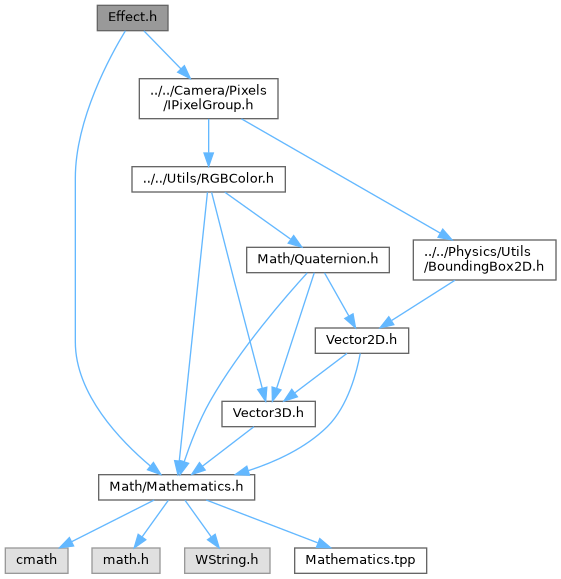 Effect.h
../../Camera/Pixels
/IPixelGroup.h
../../Utils/RGBColor.h
Math/Quaternion.h
../../Physics/Utils
/BoundingBox2D.h
Vector2D.h
Vector3D.h
Math/Mathematics.h
cmath
math.h
WString.h
Mathematics.tpp